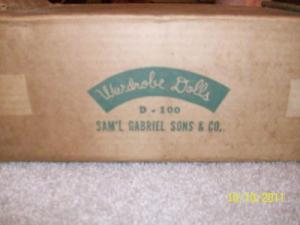 Wardrobe Dolls
D - 100
SAM'L GABRIEL SONS & CO.
10/10/2011